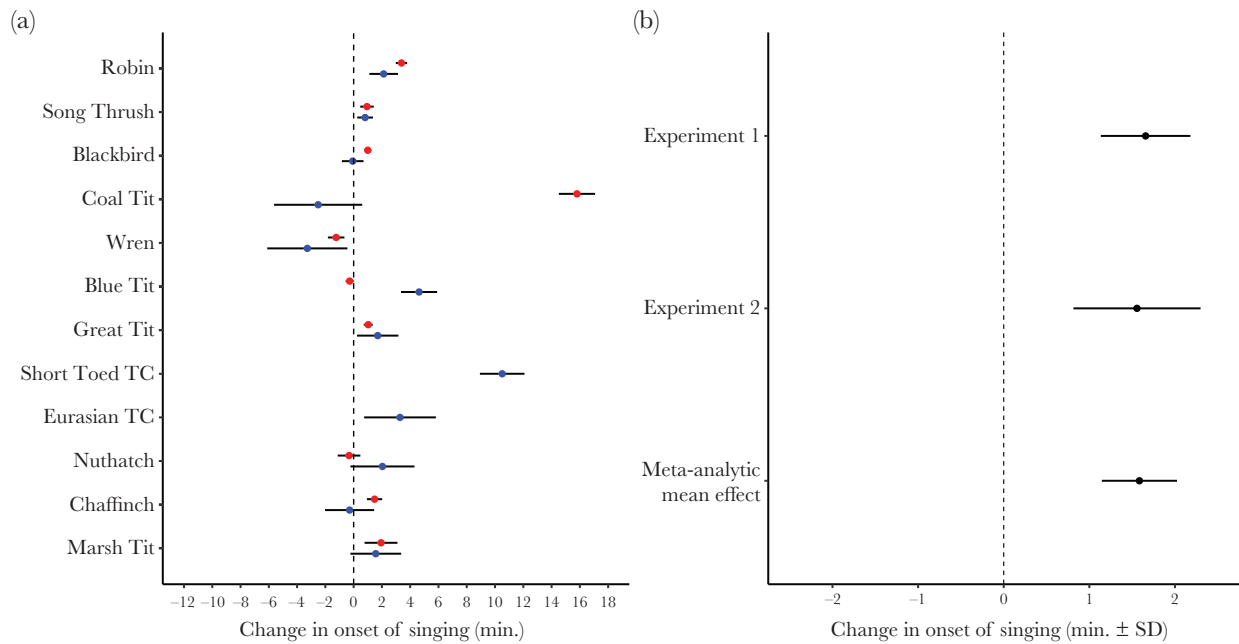 (a)
Robin
Song Thrush
Blackbird
Coal Tit
Wren
Blue Tit
Great Tit
Short Toed TC
Eurasian TC
Nuthatch
Chaffinch
Marsh Tit
−12 −10 −8 −6 −4 −2 0 2 4 6 8 10 12 14 16 18
Change in onset of singing (min.)
(b)
Experiment 1
Experiment 2
Meta-analytic
mean effect
−2 −1 0 1 2
Change in onset of singing (min. ± SD)